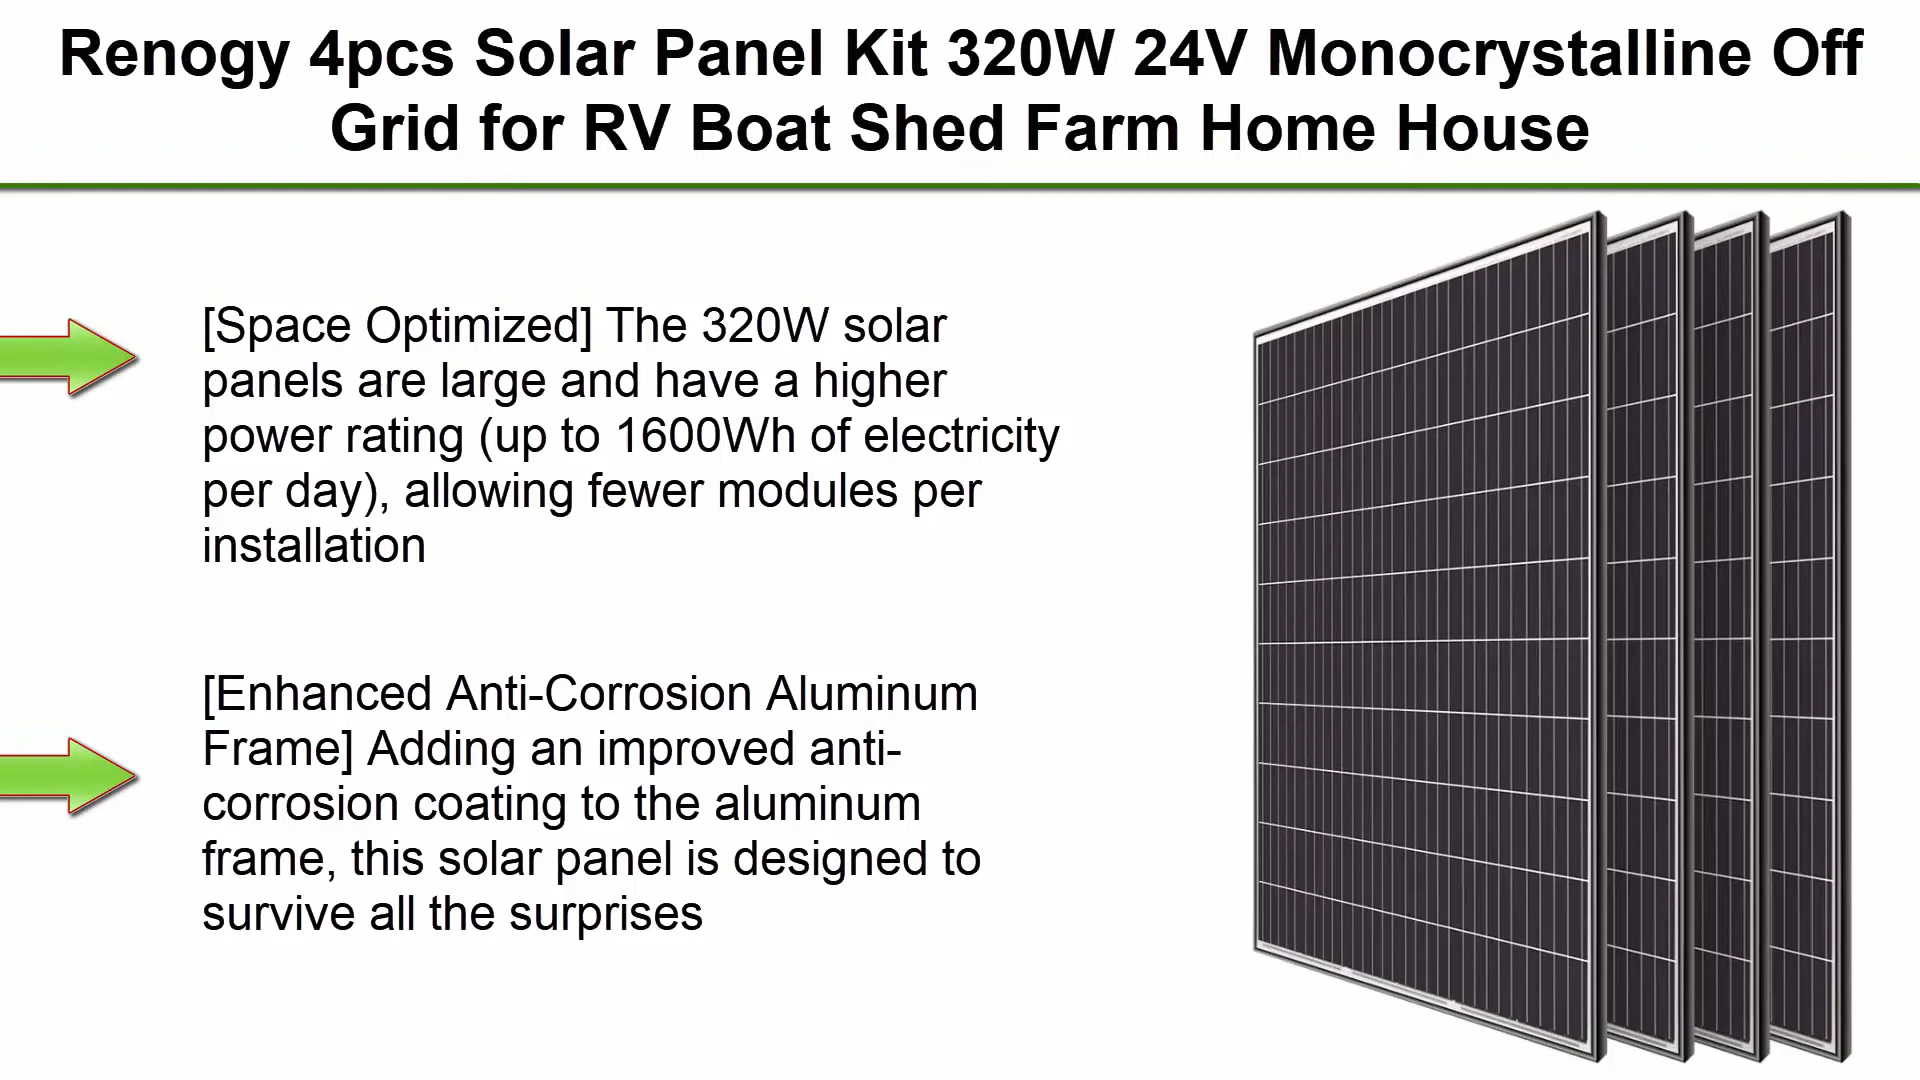 Renogy 4pcs Solar Panel Kit 320W 24V Monocrystalline Off
Grid for RV Boat Shed Farm Home House
[Space Optimized] The 320W solar
panels are large and have a higher
power rating (up to 1600Wh of electricity
per day), allowing fewer modules per
installation
[Enhanced Anti-Corrosion Aluminum
Frame] Adding an improved anti-
corrosion coating to the aluminum
frame, this solar panel is designed to
survive all the surprises